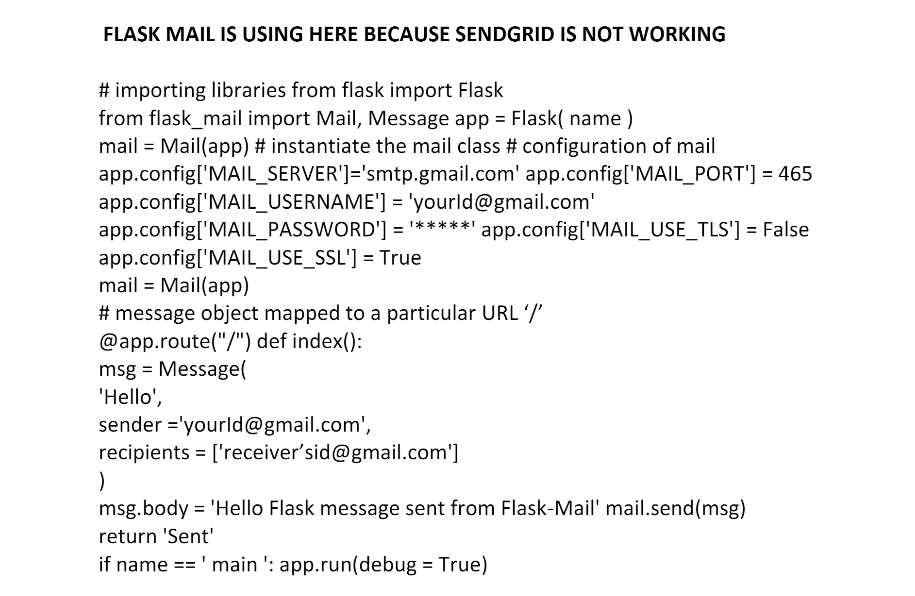 FLASK MAIL IS USING HERE BECAUSE SENDGRID IS NOT WORKING
# importing libraries from flask import Flask
from flask_mail import Mail, Message app = Flask( name )
mail = Mail(app) # instantiate the mail class # configuration of mail
app.config['MAIL_SERVER']='smtp.gmail.com' app.config['MAIL_PORT'] = 465
app.config['MAIL_USERNAME'] = 'yourId@gmail.com'
app.config['MAIL_PASSWORD'] = '*****' app.config['MAIL_USE_TLS'] = False
app.config['MAIL_USE_SSL'] = True
mail = Mail(app)
# message object mapped to a particular URL ‘/’
@app.route("/") def index():
msg = Message(
'Hello',
sender ='yourId@gmail.com',
recipients = ['receiver’sid@gmail.com']
)
msg.body = 'Hello Flask message sent from Flask-Mail' mail.send(msg)
return 'Sent'
if name == ' main ': app.run(debug = True)